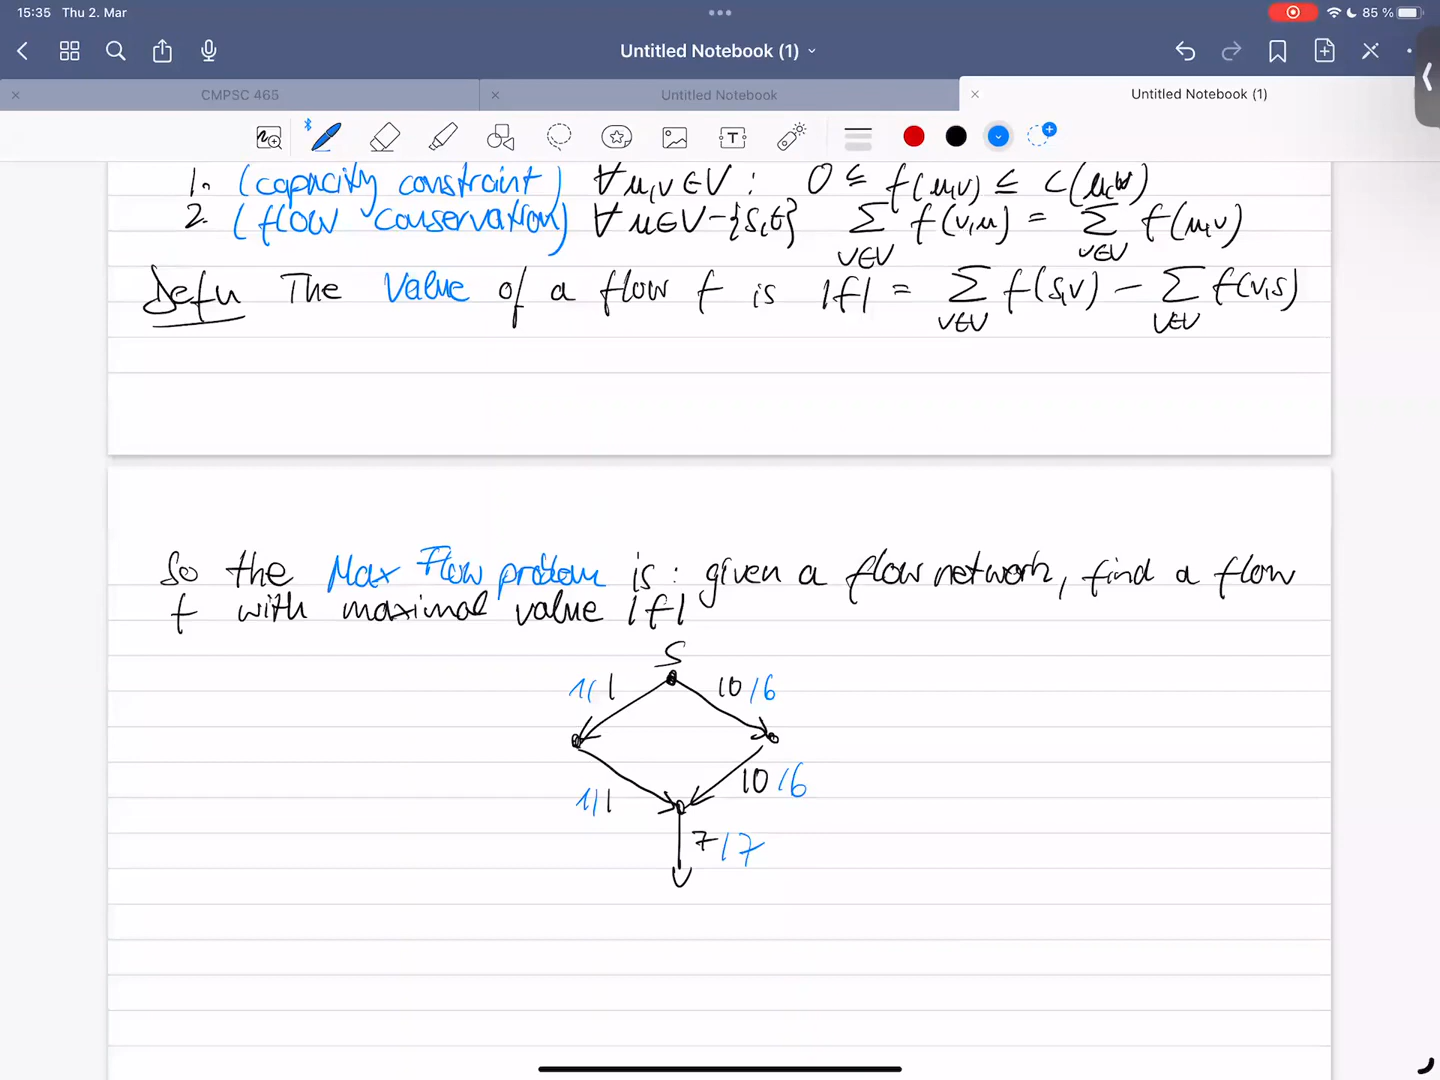 15:35 Thu 2. Mar
85 %
Untitled Notebook (1)
CMPSC 465
Untitled Notebook
Untitled Notebook (1)
1. (capacity constraint) ∀u,v∈V : 0 ≤ f(u,v) ≤ c(u,v)
2. (flow conservation) ∀u∈V-{s,t} ∑ f(v,u) = ∑ f(u,v)
v∈V v∈V
Defn The Value of a flow f is |f| = ∑ f(s,v) - ∑ f(v,s)
v∈V v∈V
So the Max Flow problem is : given a flow network, find a flow
f with maximal value |f|
S
1/1 10/6
1/1 10/6
7/7